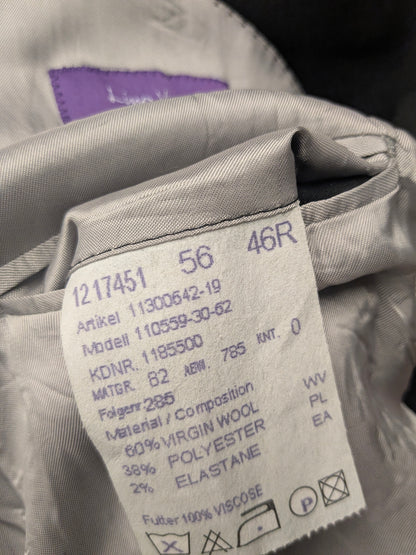 1217451 56 46R
Artikel 11300642-19
Modell 110559-30-62
KDNR. 1185500
MATGR. 82 AEM. 785 KNT. 0
Folgenr 285
Material / Composition
60% VIRGIN WOOL WV
38% POLYESTER PL
2% ELASTANE EA
Futter 100% VISCOSE
P